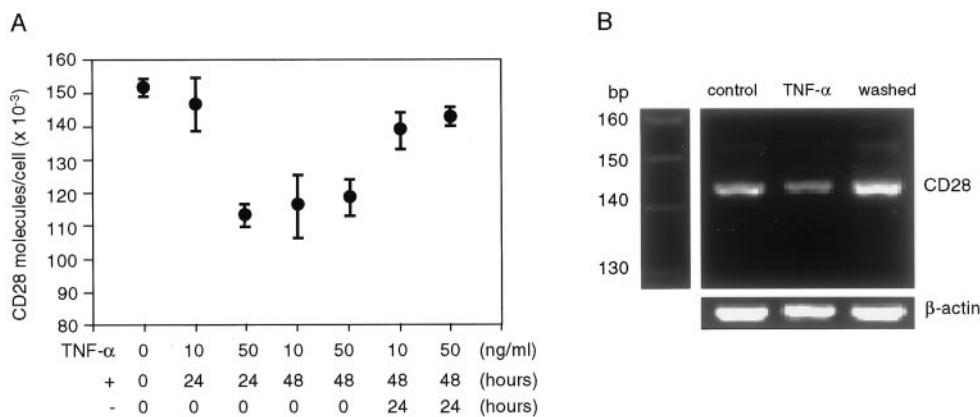 A
CD28 molecules/cell (x 10⁻³)
160
150
140
130
120
110
100
90
80
TNF-α 0 10 50 10 50 10 50 (ng/ml)
+ 0 24 24 48 48 48 48 (hours)
- 0 0 0 0 0 24 24 (hours)
B
bp control TNF-α washed
160
150
140
130
CD28
β-actin